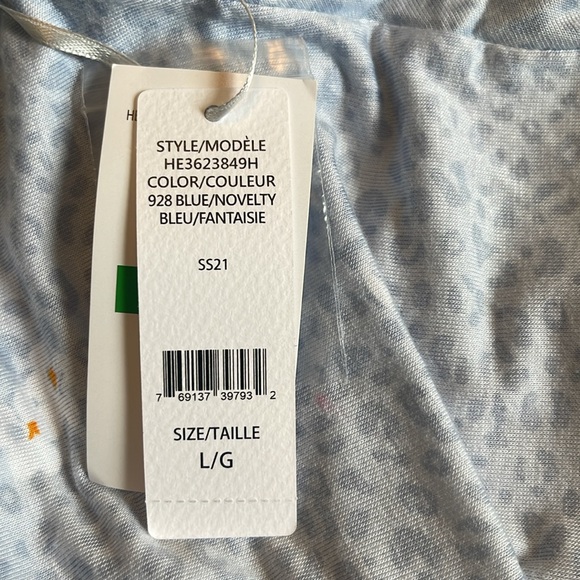 STYLE/MODÈLE
HE3623849H
COLOR/COULEUR
928 BLUE/NOVELTY
BLEU/FANTAISIE
SS21
7 69137 39793 2
SIZE/TAILLE
L/G